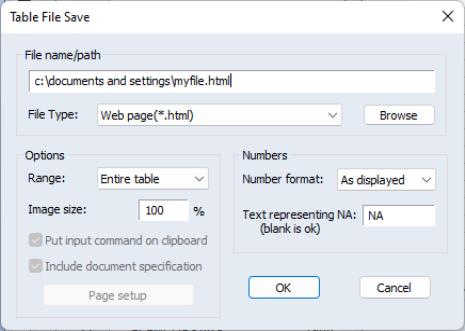 Table File Save
File name/path
c:\documents and settings\myfile.html
File Type: Web page(*.html) Browse
Options
Range: Entire table
Image size: 100 %
Put input command on clipboard
Include document specification
Page setup
Numbers
Number format: As displayed
Text representing NA: NA
(blank is ok)
OK Cancel